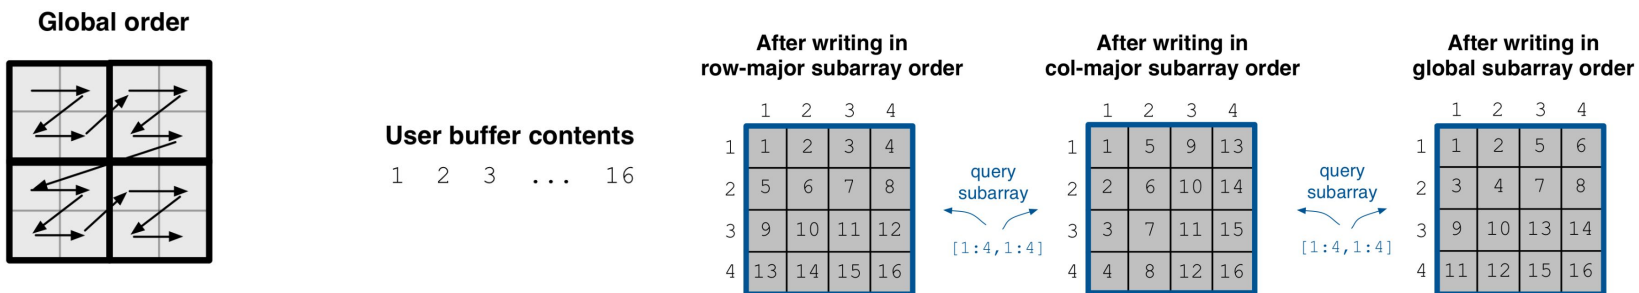 Global order
User buffer contents
1 2 3 ... 16
After writing in
row-major subarray order
1 2 3 4
1 1 2 3 4
2 5 6 7 8
3 9 10 11 12
4 13 14 15 16
query
subarray
[1:4,1:4]
After writing in
col-major subarray order
1 2 3 4
1 1 5 9 13
2 2 6 10 14
3 3 7 11 15
4 4 8 12 16
query
subarray
[1:4,1:4]
After writing in
global subarray order
1 2 3 4
1 1 2 5 6
2 3 4 7 8
3 9 10 13 14
4 11 12 15 16